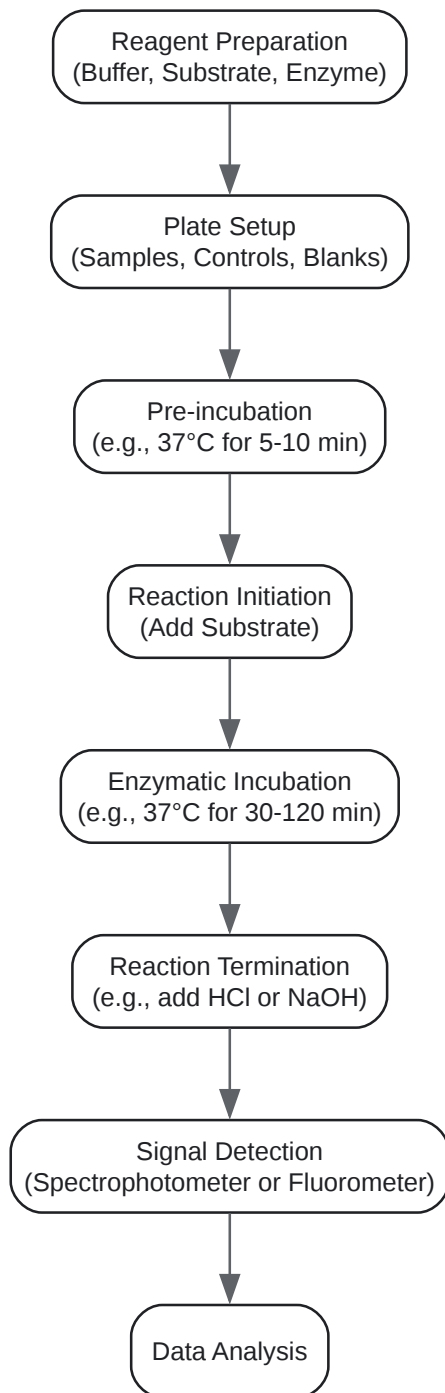 Reagent Preparation
(Buffer, Substrate, Enzyme)
Plate Setup
(Samples, Controls, Blanks)
Pre-incubation
(e.g., 37°C for 5-10 min)
Reaction Initiation
(Add Substrate)
Enzymatic Incubation
(e.g., 37°C for 30-120 min)
Reaction Termination
(e.g., add HCl or NaOH)
Signal Detection
(Spectrophotometer or Fluorometer)
Data Analysis